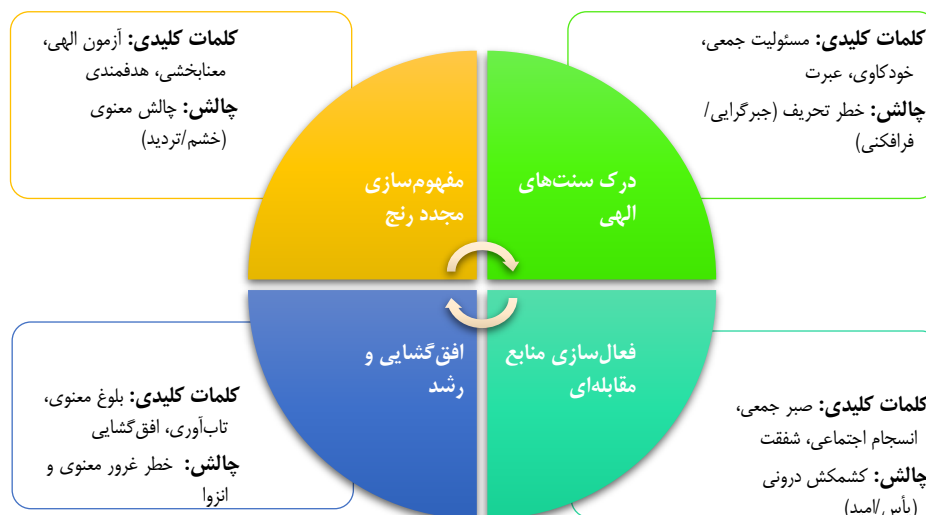 کلمات کلیدی: مسئولیت جمعی،
خودکاوی، عبرت
چالش: خطر تحریف (جبرگرایی/
فرافکنی)
کلمات کلیدی: آزمون الهی،
معنابخشی، هدفمندی
چالش: چالش معنوی
(خشم/تردید)
درک سنت‌های
الهی
مفهوم‌سازی
مجدد رنج
فعال‌سازی منابع
مقابله‌ای
افق‌گشایی و
رشد
کلمات کلیدی: صبر جمعی،
انسجام اجتماعی، شفقت
چالش: کشمکش درونی
(یأس/امید)
کلمات کلیدی: بلوغ معنوی،
تاب‌آوری، افق‌گشایی
چالش: خطر غرور معنوی و
انزوا